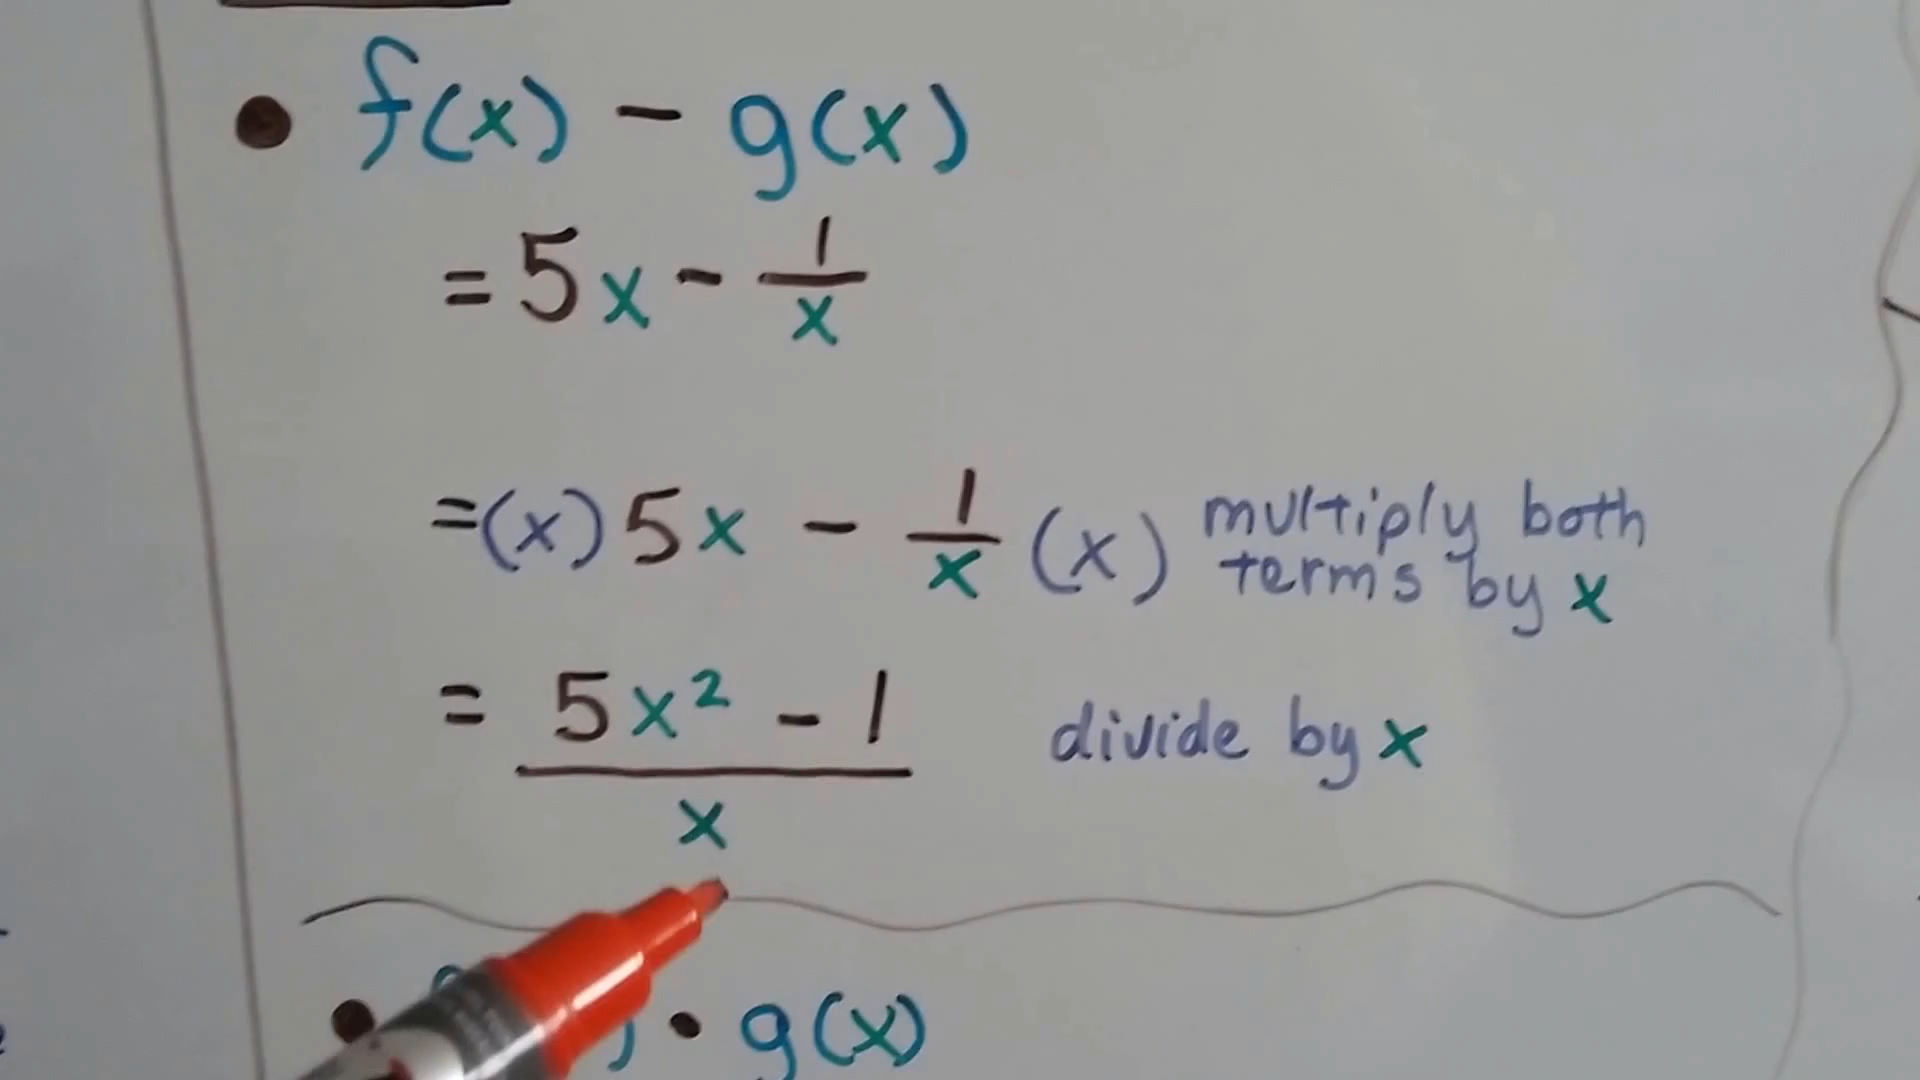 • f(x) - g(x)
= 5x - 1/x
= (x) 5x - 1/x (x) multiply both terms by x
= 5x² - 1 / x divide by x
• g(x)